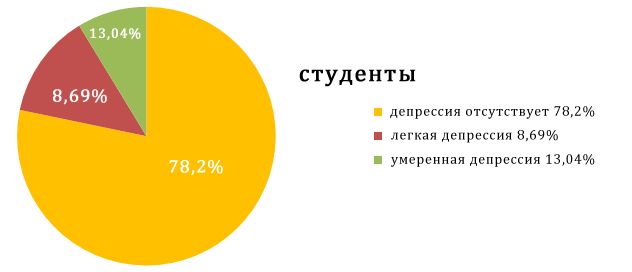 13,04%
8,69%
78,2%
студенты
депрессия отсутствует 78,2%
легкая депрессия 8,69%
умеренная депрессия 13,04%